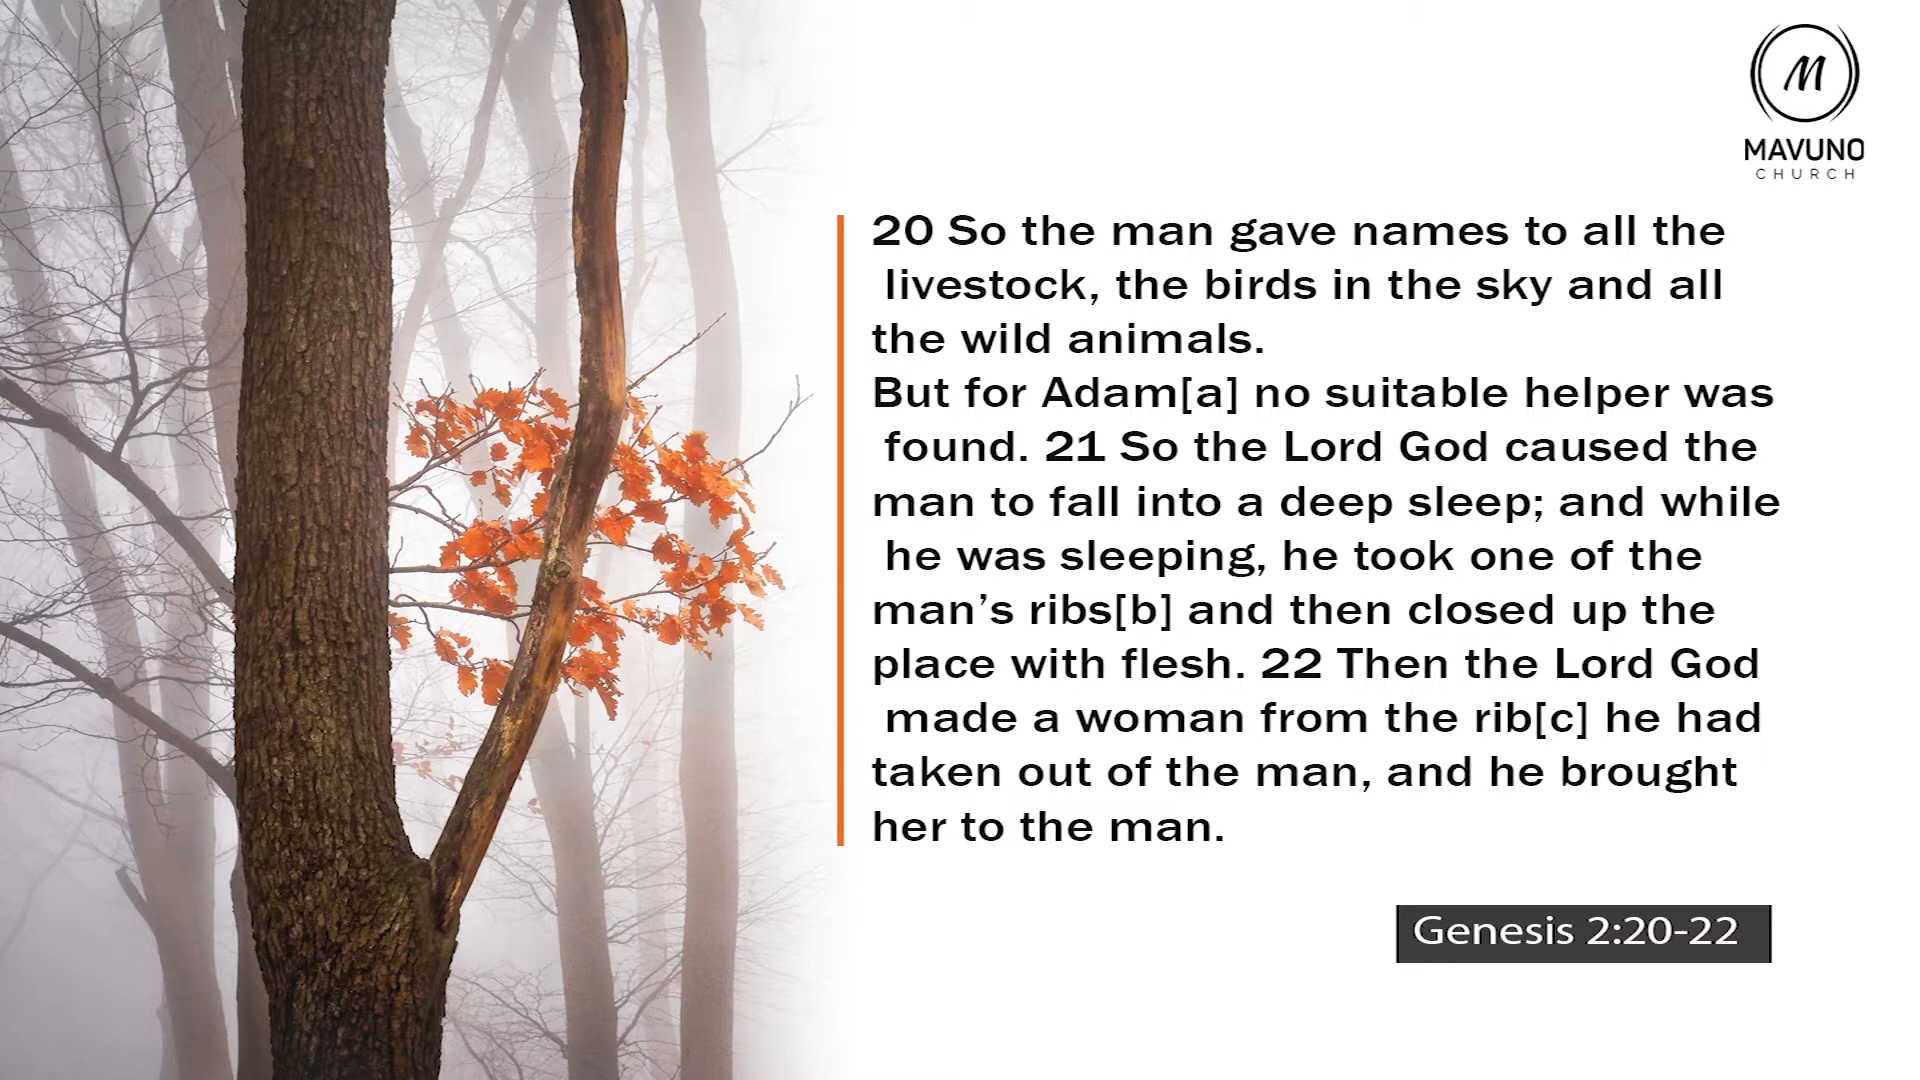 M
MAVUNO
CHURCH
20 So the man gave names to all the
livestock, the birds in the sky and all
the wild animals.
But for Adam[a] no suitable helper was
found. 21 So the Lord God caused the
man to fall into a deep sleep; and while
he was sleeping, he took one of the
man’s ribs[b] and then closed up the
place with flesh. 22 Then the Lord God
made a woman from the rib[c] he had
taken out of the man, and he brought
her to the man.
Genesis 2:20-22